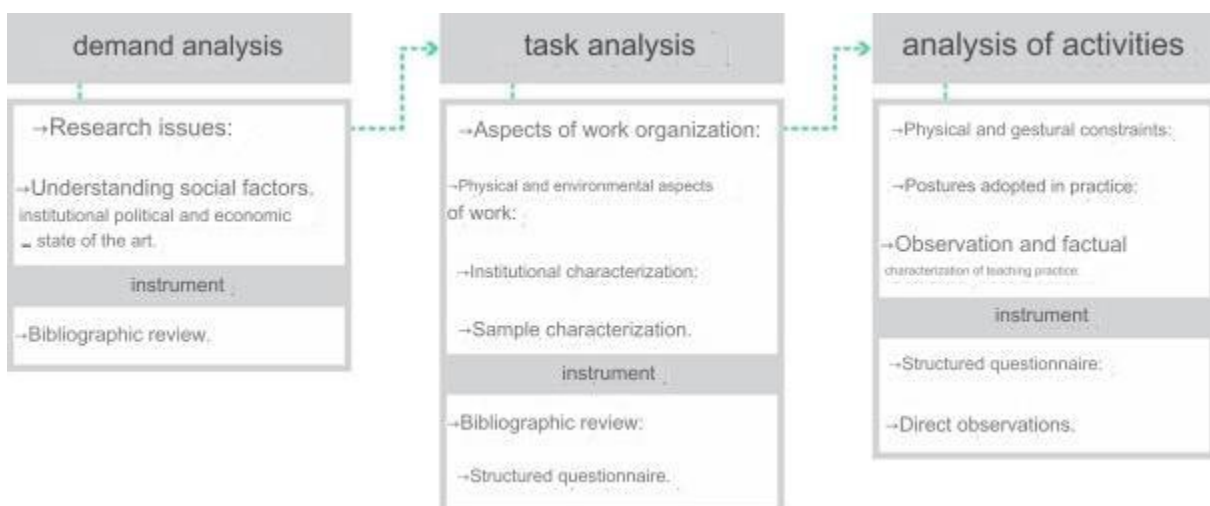 demand analysis
→Research issues:
→Understanding social factors.
institutional political and economic
- state of the art.
instrument
→Bibliographic review.
task analysis
→Aspects of work organization:
→Physical and environmental aspects
of work:
→Institutional characterization:
→Sample characterization.
instrument
→Bibliographic review:
→Structured questionnaire.
analysis of activities
→Physical and gestural constraints:
→Postures adopted in practice:
→Observation and factual
characterization of teaching practice.
instrument
→Structured questionnaire:
→Direct observations.